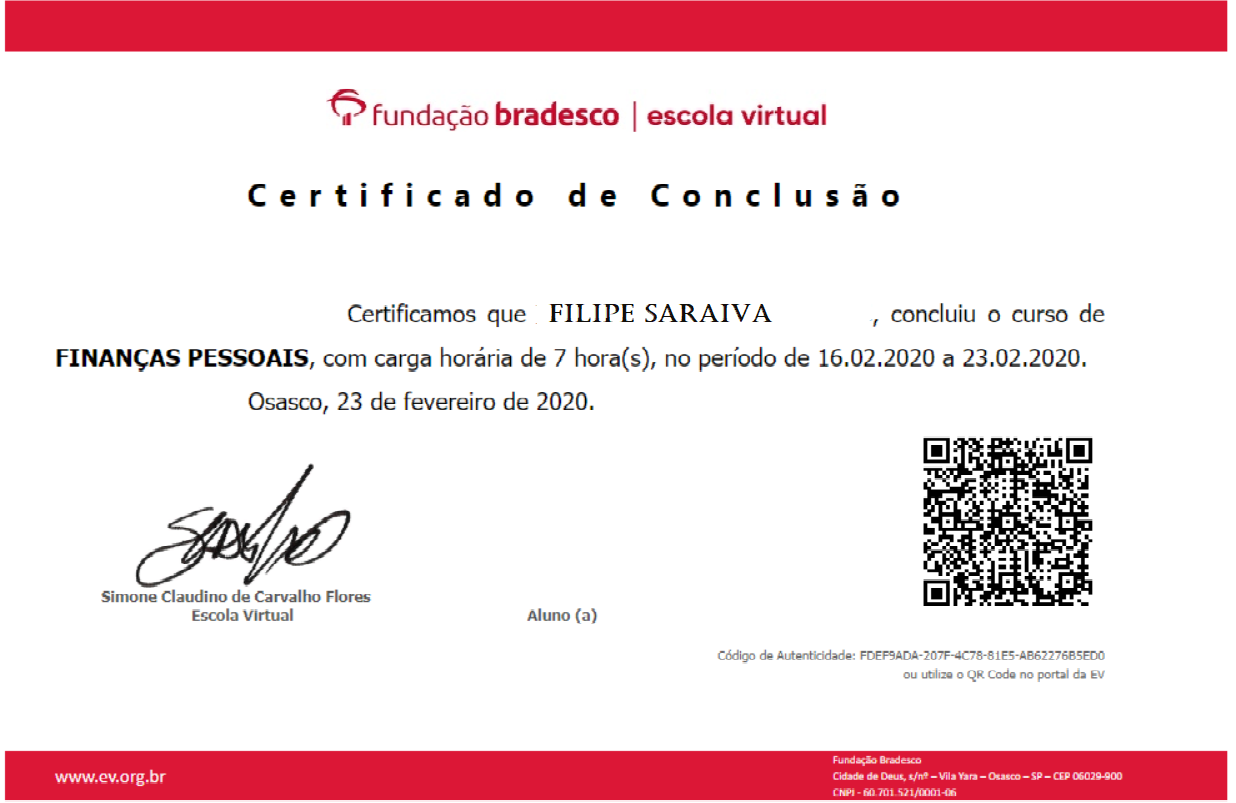 fundação bradesco | escola virtual
Certificado de Conclusão
Certificamos que FILIPE SARAIVA , concluiu o curso de
FINANÇAS PESSOAIS, com carga horária de 7 hora(s), no período de 16.02.2020 a 23.02.2020.
Osasco, 23 de fevereiro de 2020.
Simone Claudino de Carvalho Flores
Escola Virtual
Aluno (a)
Código de Autenticidade: FDEF9ADA-207F-4C78-81E5-AB62276B5ED0
ou utilize o QR Code no portal da EV
www.ev.org.br
Fundação Bradesco
Cidade de Deus, s/nº – Vila Yara – Osasco – SP – CEP 06029-900
CNPJ - 60.701.521/0001-06